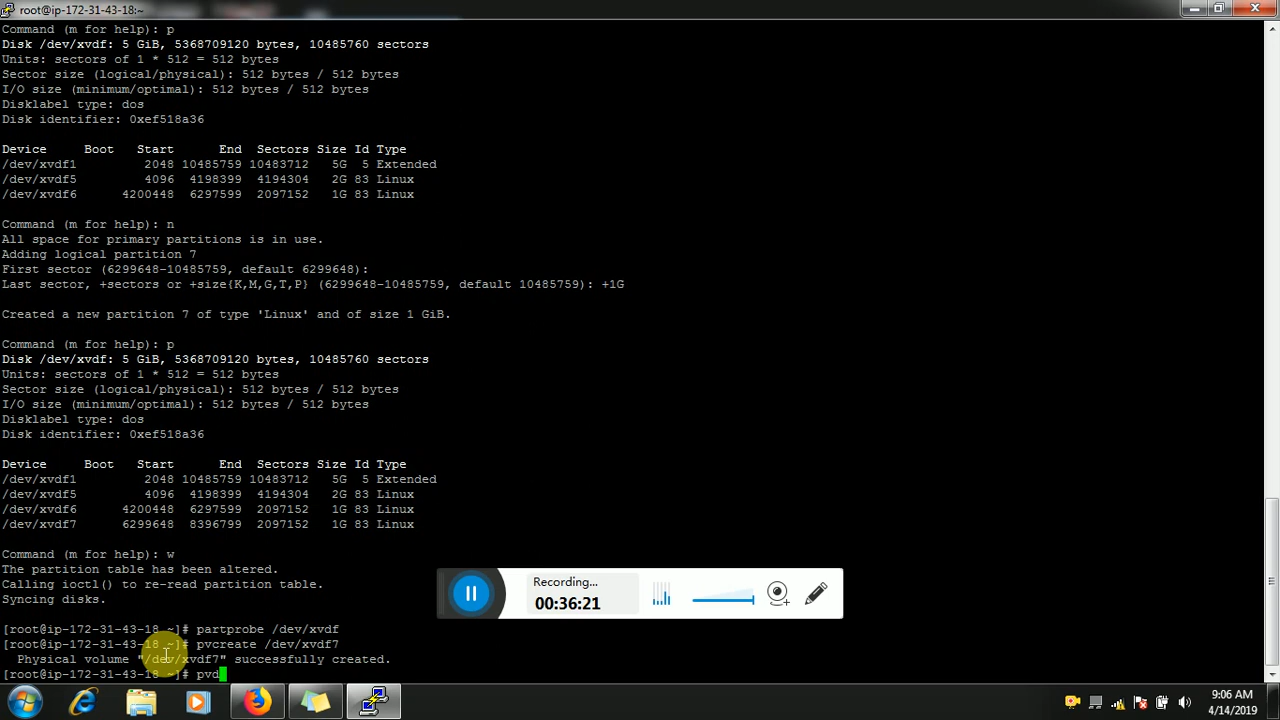 root@ip-172-31-43-18:~
Command (m for help): p
Disk /dev/xvdf: 5 GiB, 5368709120 bytes, 10485760 sectors
Units: sectors of 1 * 512 = 512 bytes
Sector size (logical/physical): 512 bytes / 512 bytes
I/O size (minimum/optimal): 512 bytes / 512 bytes
Disklabel type: dos
Disk identifier: 0xef518a36
Device     Boot   Start      End  Sectors Size Id Type
/dev/xvdf1         2048 10485759 10483712   5G  5 Extended
/dev/xvdf5         4096  4198399  4194304   2G 83 Linux
/dev/xvdf6      4200448  6297599  2097152   1G 83 Linux
Command (m for help): n
All space for primary partitions is in use.
Adding logical partition 7
First sector (6299648-10485759, default 6299648):
Last sector, +sectors or +size{K,M,G,T,P} (6299648-10485759, default 10485759): +1G
Created a new partition 7 of type 'Linux' and of size 1 GiB.
Command (m for help): p
Disk /dev/xvdf: 5 GiB, 5368709120 bytes, 10485760 sectors
Units: sectors of 1 * 512 = 512 bytes
Sector size (logical/physical): 512 bytes / 512 bytes
I/O size (minimum/optimal): 512 bytes / 512 bytes
Disklabel type: dos
Disk identifier: 0xef518a36
Device     Boot   Start      End  Sectors Size Id Type
/dev/xvdf1         2048 10485759 10483712   5G  5 Extended
/dev/xvdf5         4096  4198399  4194304   2G 83 Linux
/dev/xvdf6      4200448  6297599  2097152   1G 83 Linux
/dev/xvdf7      6299648  8396799  2097152   1G 83 Linux
Command (m for help): w
The partition table has been altered.
Calling ioctl() to re-read partition table.
Syncing disks.
Recording...
00:36:21
[root@ip-172-31-43-18 ~]# partprobe /dev/xvdf
[root@ip-172-31-43-18 ~]# pvcreate /dev/xvdf7
  Physical volume "/dev/xvdf7" successfully created.
[root@ip-172-31-43-18 ~]# pvd
9:06 AM
4/14/2019